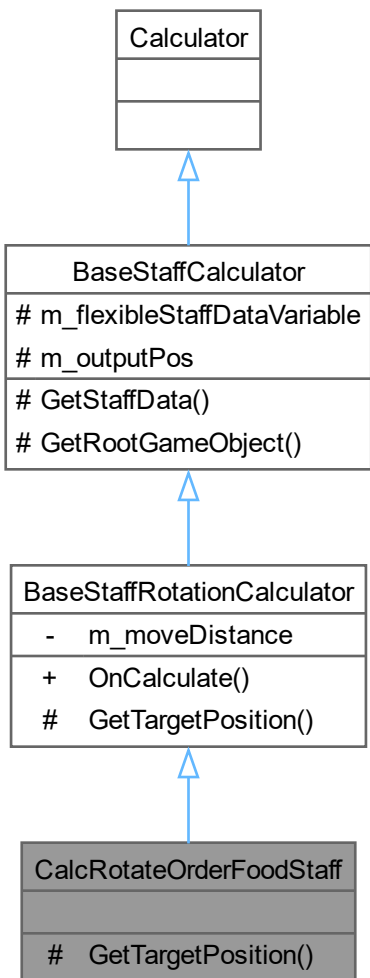 Calculator
BaseStaffCalculator
# m_flexibleStaffDataVariable
# m_outputPos
# GetStaffData()
# GetRootGameObject()
BaseStaffRotationCalculator
- m_moveDistance
+ OnCalculate()
# GetTargetPosition()
CalcRotateOrderFoodStaff
# GetTargetPosition()